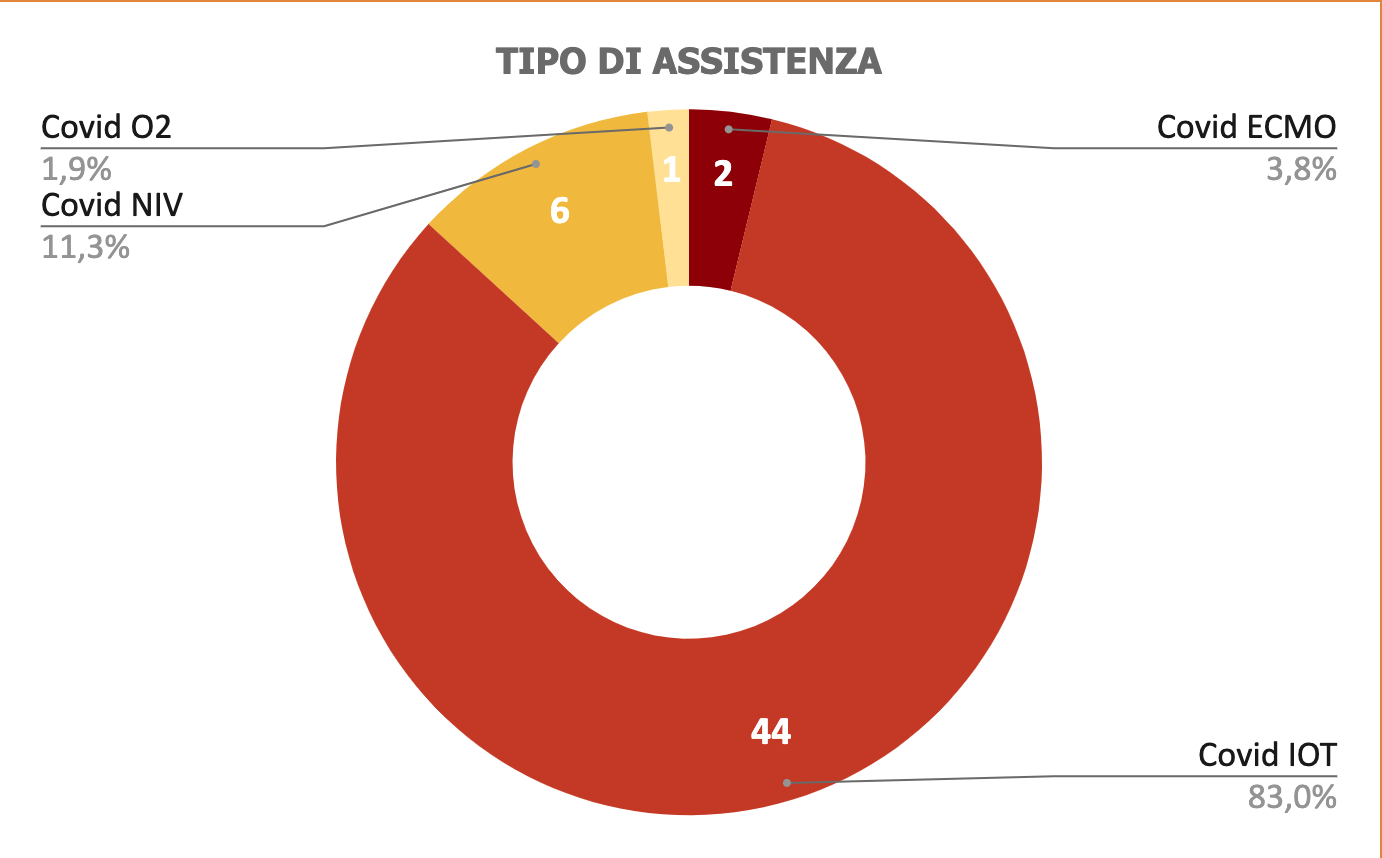 TIPO DI ASSISTENZA
Covid O2
1,9%
Covid NIV
11,3%
Covid ECMO
3,8%
6
1
2
44
Covid IOT
83,0%